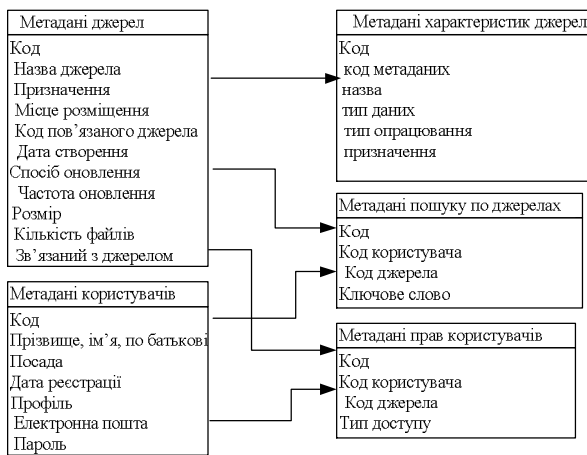 Метадані джерел
Код
Назва джерела
Призначення
Місце розміщення
Код пов’язаного джерела
Дата створення
Спосіб оновлення
Частота оновлення
Розмір
Кількість файлів
Зв’язаний з джерелом
Метадані користувачів
Код
Прізвище, ім’я, по батькові
Посада
Дата реєстрації
Профіль
Електронна пошта
Пароль
Метадані характеристик джерел
Код
код метаданих
назва
тип даних
тип опрацювання
призначення
Метадані пошуку по джерелах
Код
Код користувача
Код джерела
Ключове слово
Метадані прав користувачів
Код
Код користувача
Код джерела
Тип доступу